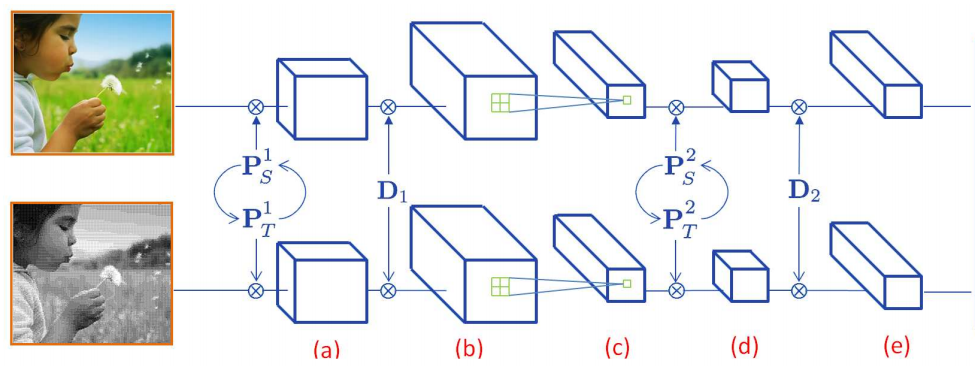 P_S^1
P_T^1
D_1
P_S^2
P_T^2
D_2
(a) (b) (c) (d) (e)